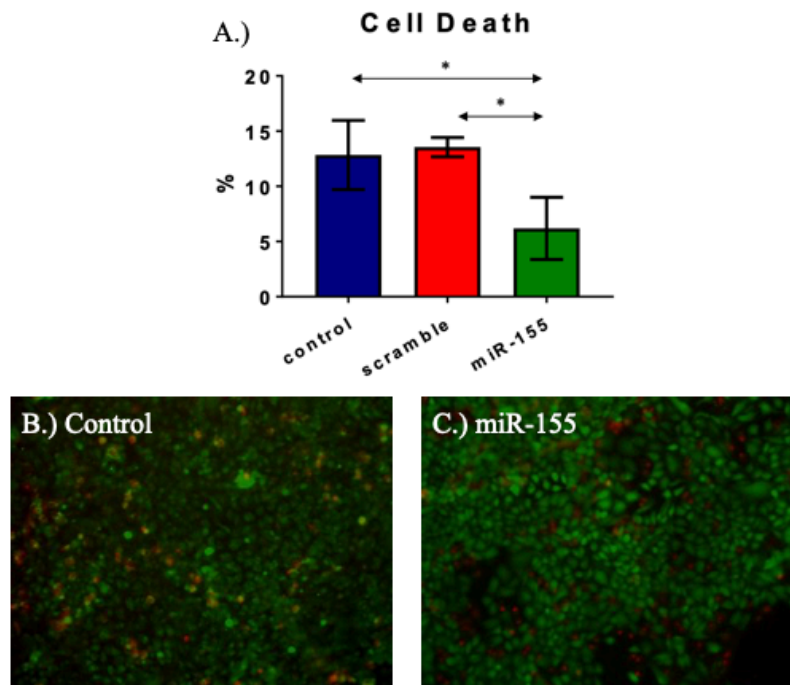 A.)
Cell Death
*
*
20
15
10
5
0
%
control
scramble
miR-155
B.) Control
C.) miR-155